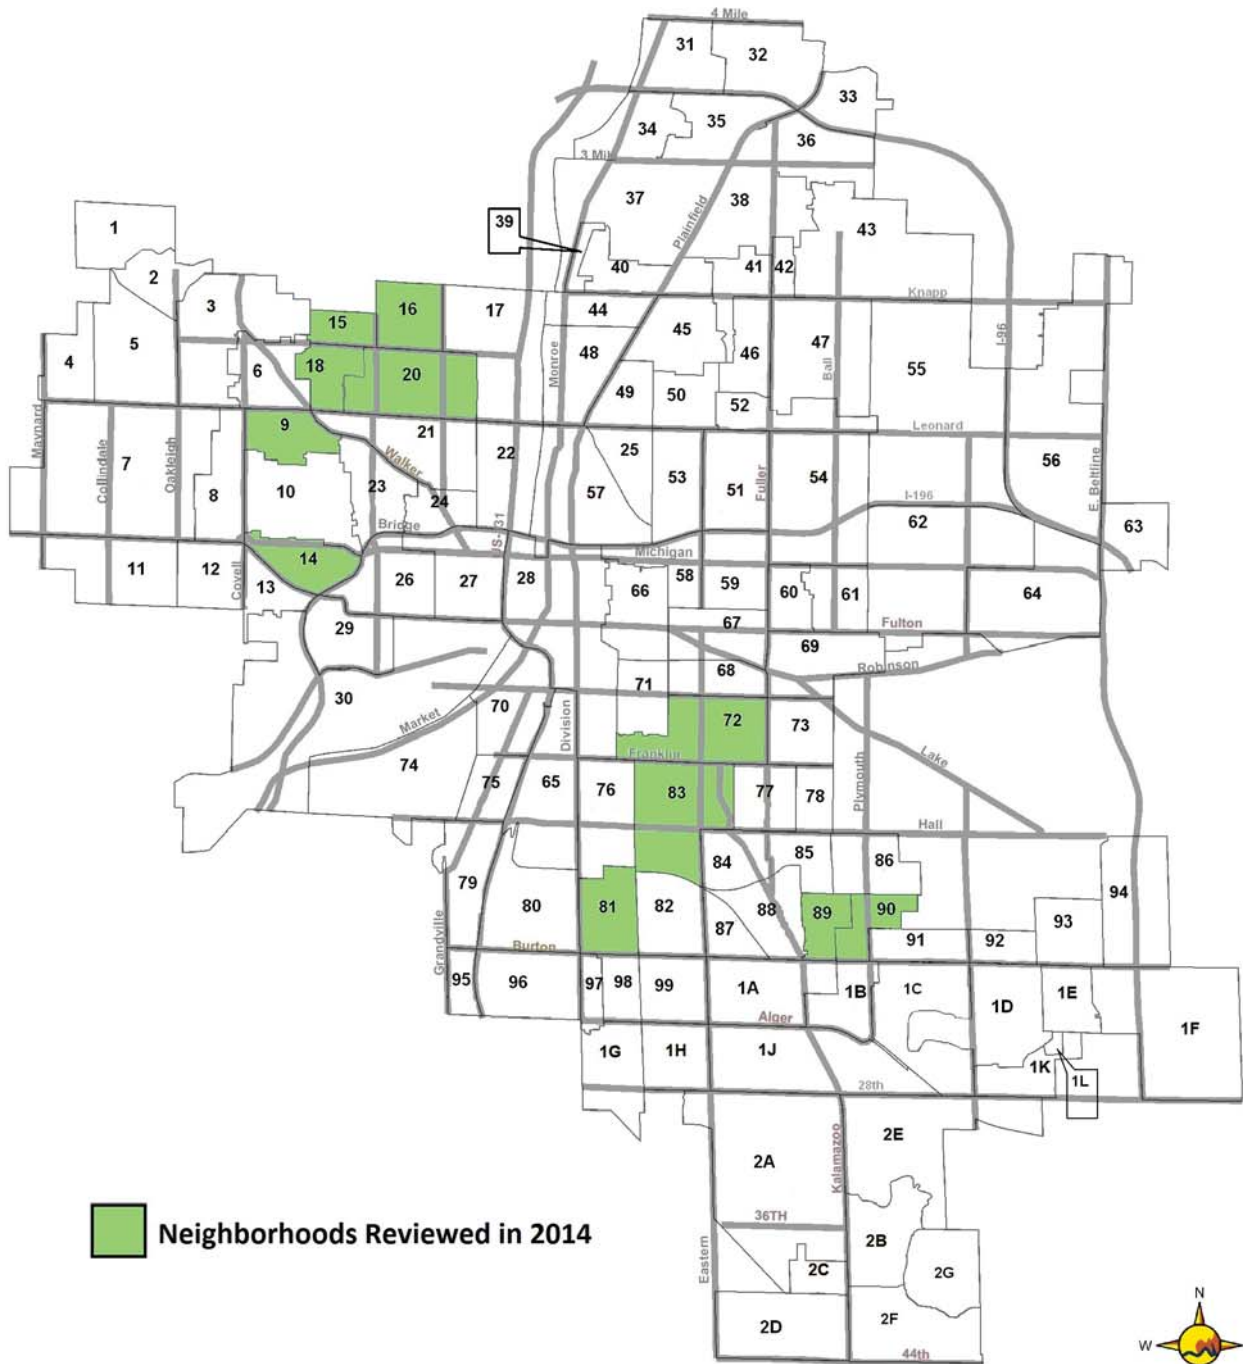 4 Mile
31
32
33
34
35
36
3 Mile
37
38
39
Plainfield
43
1
2
3
40
41
42
Knapp
I-96
15
16
17
44
45
46
47
Ball
55
4
5
6
18
20
48
Monroe
49
50
52
Leonard
Maynard
Collindale
Oakleigh
7
8
9
10
Walker
21
22
23
24
25
53
51
Fuller
54
56
E. Beltline
57
I-196
62
63
Bridge
US-131
Michigan
11
12
Covell
13
14
26
27
28
66
58
59
60
61
64
29
67
Fulton
69
Robinson
30
68
71
Market
70
Division
72
73
Plymouth
Lake
Franklin
74
75
65
76
83
77
78
Hall
79
80
84
85
86
94
81
82
87
88
89
90
93
Grandville
Burton
91
92
95
96
97
98
99
1A
1B
1C
1D
1E
1F
Alger
1G
1H
1J
1K
1L
28th
2A
Kalamazoo
2E
36TH
Eastern
2B
2C
2G
2D
2F
44th
Neighborhoods Reviewed in 2014
N
W